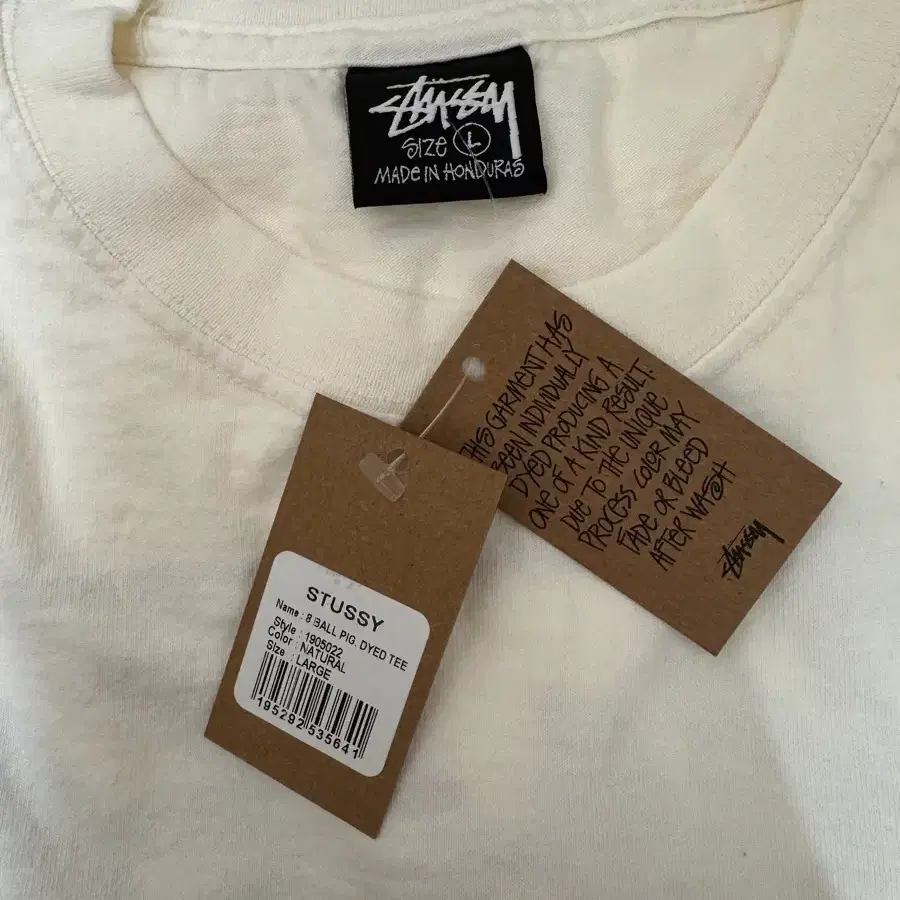 STÜSSY
SIZE L
MADE IN HONDURAS
THIS GARMENT HAS
BEEN INDIVIDUALLY
DYED PRODUCING A
ONE OF A KIND RESULT.
DUE TO THE UNIQUE
PROCESS, COLOR MAY
FADE OR BLEED
AFTER WASH
STÜSSY
STUSSY
Name : 8 BALL PIG. DYED TEE
Style : 1905022
Color : NATURAL
Size : LARGE
195292 535641